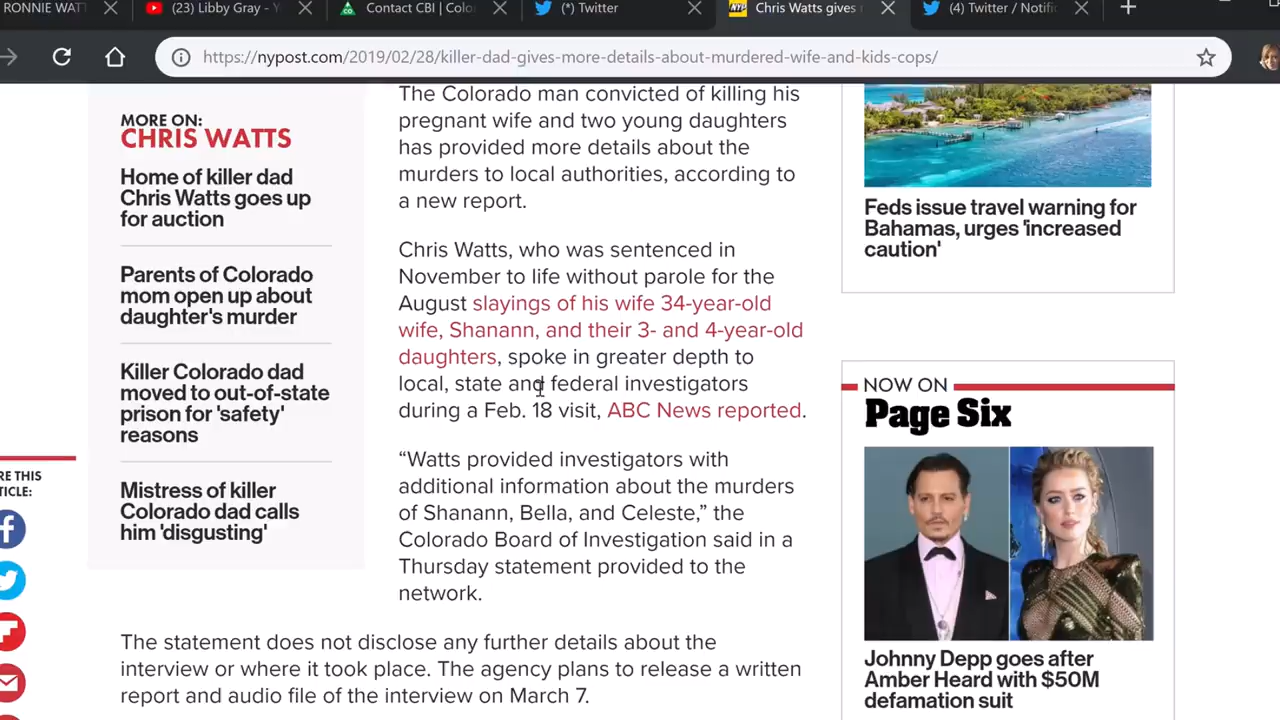 RONNIE WAT
(23) Libby Gray - Y
Contact CBI | Colo
(*) Twitter
Chris Watts gives
(4) Twitter / Notific
https://nypost.com/2019/02/28/killer-dad-gives-more-details-about-murdered-wife-and-kids-cops/
MORE ON:
CHRIS WATTS
Home of killer dad
Chris Watts goes up
for auction
Parents of Colorado
mom open up about
daughter's murder
Killer Colorado dad
moved to out-of-state
prison for 'safety'
reasons
Mistress of killer
Colorado dad calls
him 'disgusting'
RE THIS
TICLE:
The Colorado man convicted of killing his
pregnant wife and two young daughters
has provided more details about the
murders to local authorities, according to
a new report.
Chris Watts, who was sentenced in
November to life without parole for the
August slayings of his wife 34-year-old
wife, Shanann, and their 3- and 4-year-old
daughters, spoke in greater depth to
local, state and federal investigators
during a Feb. 18 visit, ABC News reported.
“Watts provided investigators with
additional information about the murders
of Shanann, Bella, and Celeste,” the
Colorado Board of Investigation said in a
Thursday statement provided to the
network.
The statement does not disclose any further details about the
interview or where it took place. The agency plans to release a written
report and audio file of the interview on March 7.
Feds issue travel warning for
Bahamas, urges 'increased
caution'
NOW ON
Page Six
Johnny Depp goes after
Amber Heard with $50M
defamation suit